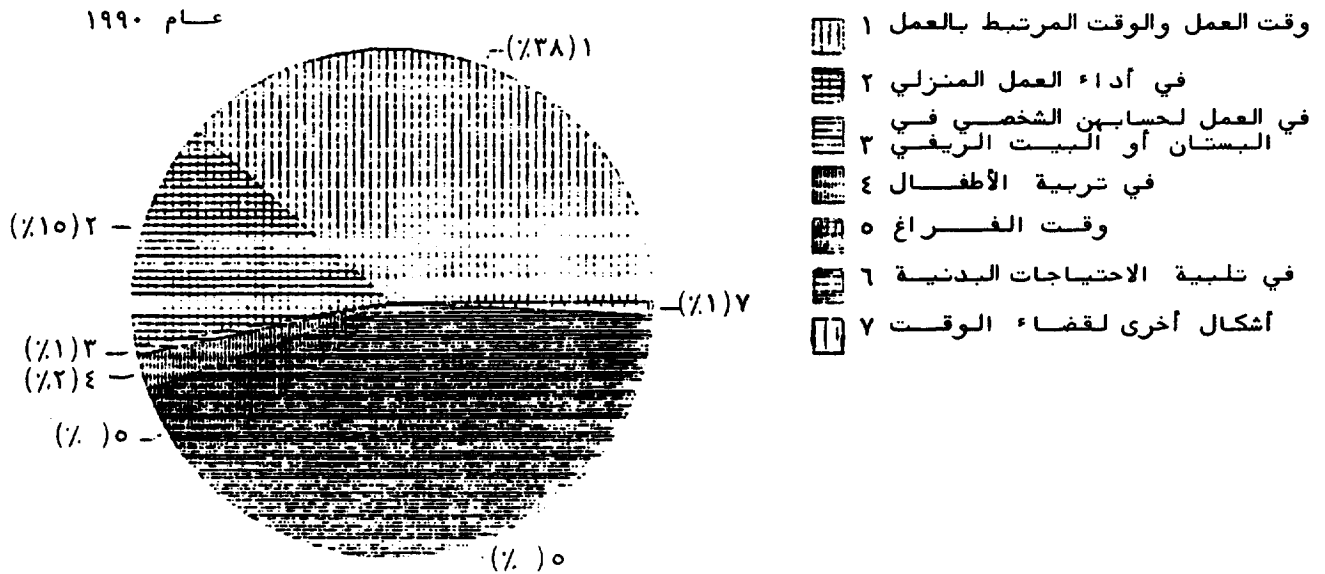 عام ١٩٩٠
١(٣٨٪)
٢(١٥٪)
٣(١٪)
٤(٢٪)
٥( ٪)
٥( ٪)
٧(١٪)
١ وقت العمل والوقت المرتبط بالعمل
٢ في أداء العمل المنزلي
في العمل لحسابهن الشخصي في
٣ البستان أو البيت الريفي
٤ في تربية الأطفال
٥ وقت الفراغ
٦ في تلبية الاحتياجات البدنية
٧ أشكال أخرى لقضاء الوقت